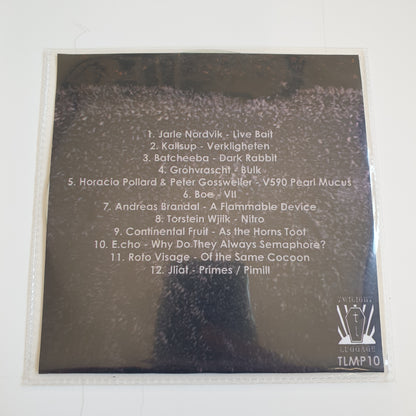 1. Jarle Nordvik - Live Bait
2. Kallsup - Verkligheten
3. Batcheeba - Dark Rabbit
4. Gröhvrascht - Bulk
5. Horacio Pollard & Peter Gossweiler - V590 Pearl Mucus
6. Boe - VII
7. Andreas Brandal - A Flammable Device
8. Torstein Wjiik - Nitro
9. Continental Fruit - As the Horns Toot
10. E.cho - Why Do They Always Semaphore?
11. Roto Visage - Of The Same Cocoon
12. Jliat - Primes / Pimill
TLMP10